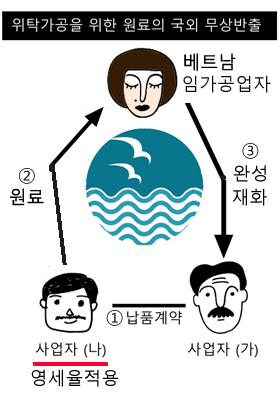 위탁가공을 위한 원료의 국외 무상반출
베트남
임가공업자
②
원료
③
완성
재화
①납품계약
사업자 (나)
사업자 (가)
영세율적용